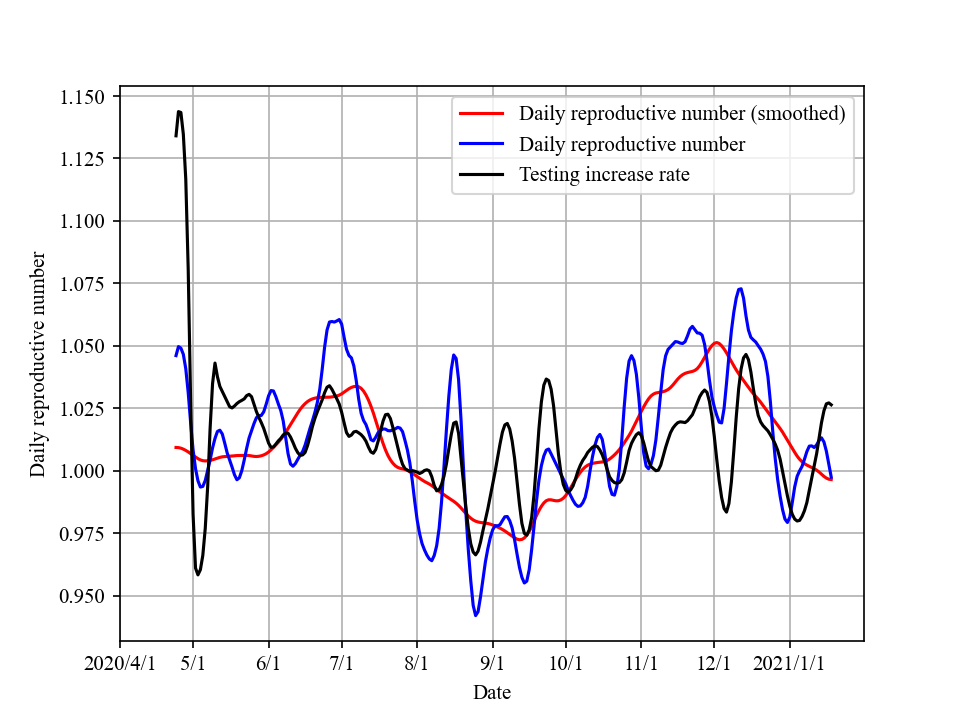 Daily reproductive number (smoothed)
Daily reproductive number
Testing increase rate
1.150
1.125
1.100
1.075
1.050
1.025
1.000
0.975
0.950
Daily reproductive number
2020/4/1 5/1 6/1 7/1 8/1 9/1 10/1 11/1 12/1 2021/1/1
Date